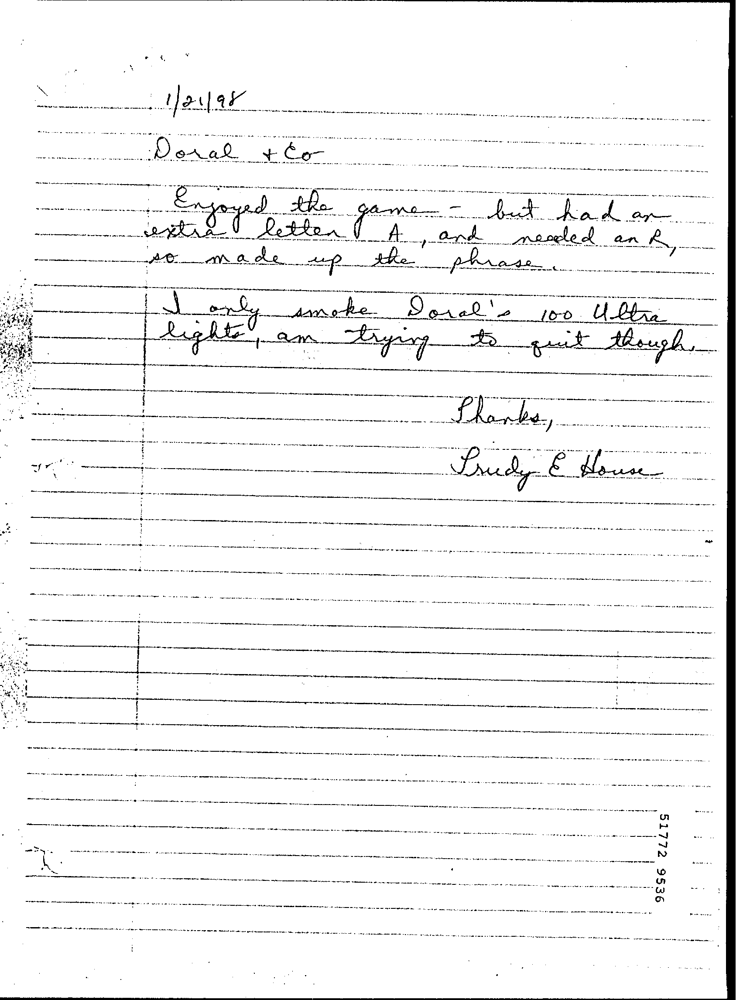 1/21/98
Doral + Co
Enjoyed the game - but had an
extra letter A, and needed an R,
so made up the phrase.
I only smoke Doral's 100 Ultra
lights, am trying to quit though.
Thanks,
Trudy E House
51772 9536